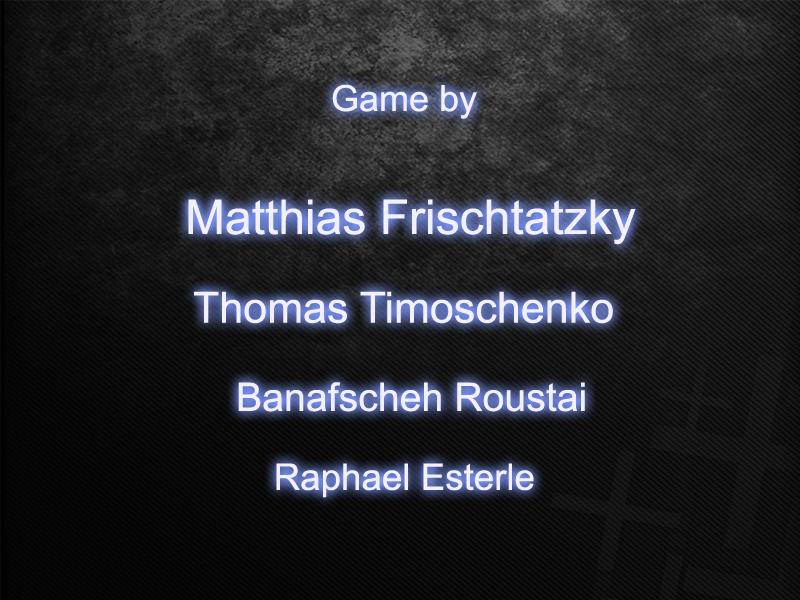 Game by
Matthias Frischtatzky
Thomas Timoschenko
Banafscheh Roustai
Raphael Esterle